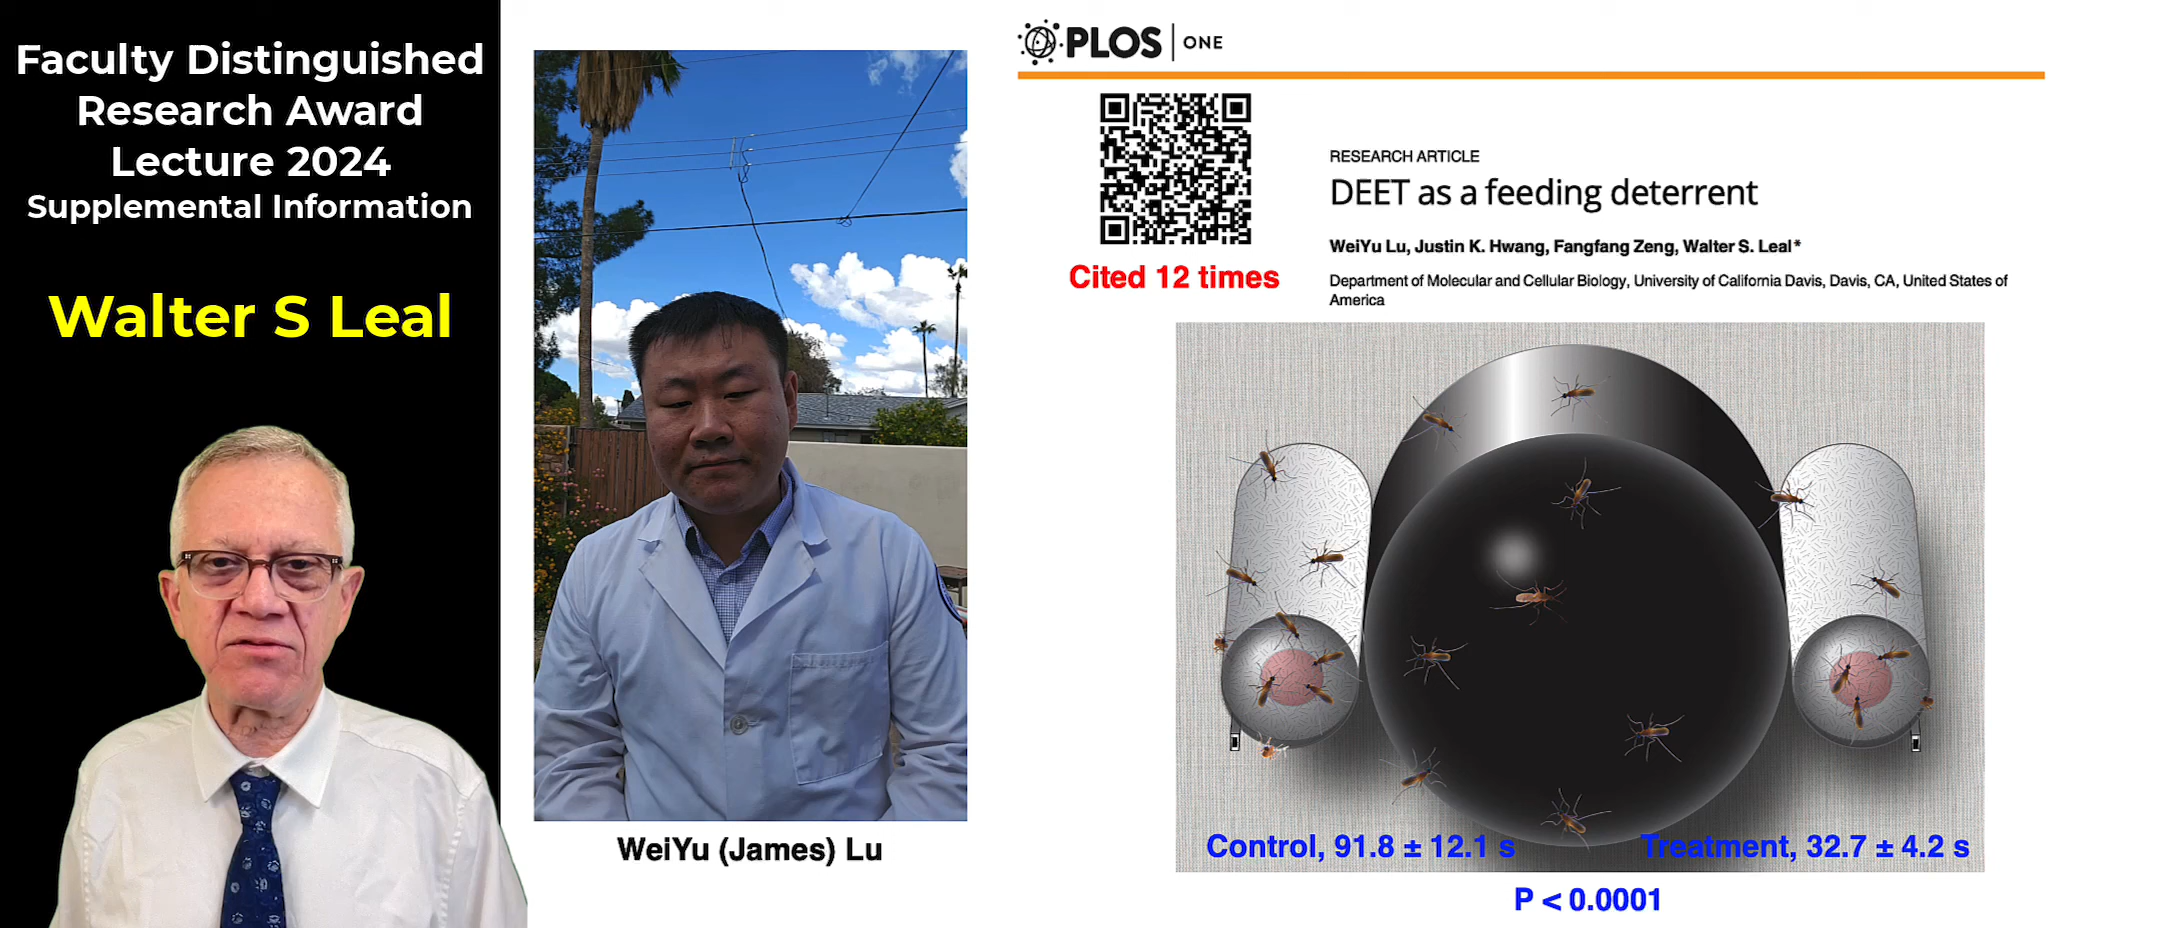 Faculty Distinguished
Research Award
Lecture 2024
Supplemental Information
Walter S Leal
WeiYu (James) Lu
PLOS ONE
Cited 12 times
RESEARCH ARTICLE
DEET as a feeding deterrent
WeiYu Lu, Justin K. Hwang, Fangfang Zeng, Walter S. Leal*
Department of Molecular and Cellular Biology, University of California Davis, Davis, CA, United States of
America
Control, 91.8 ± 12.1 s
Treatment, 32.7 ± 4.2 s
P < 0.0001